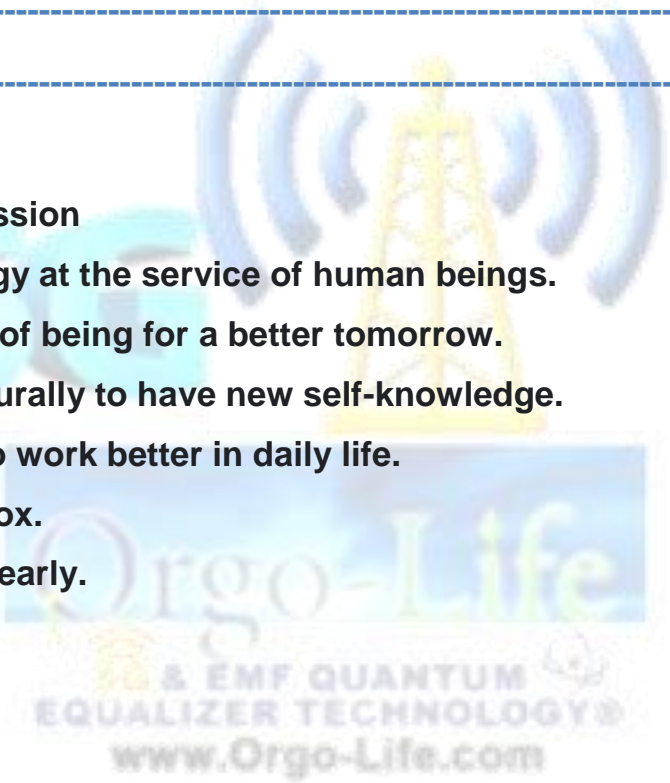 ssion
gy at the service of human beings.
of being for a better tomorrow.
urally to have new self-knowledge.
o work better in daily life.
ox.
early.
Orgo-Life
5G & EMF QUANTUM
EQUALIZER TECHNOLOGY®
www.Orgo-Life.com